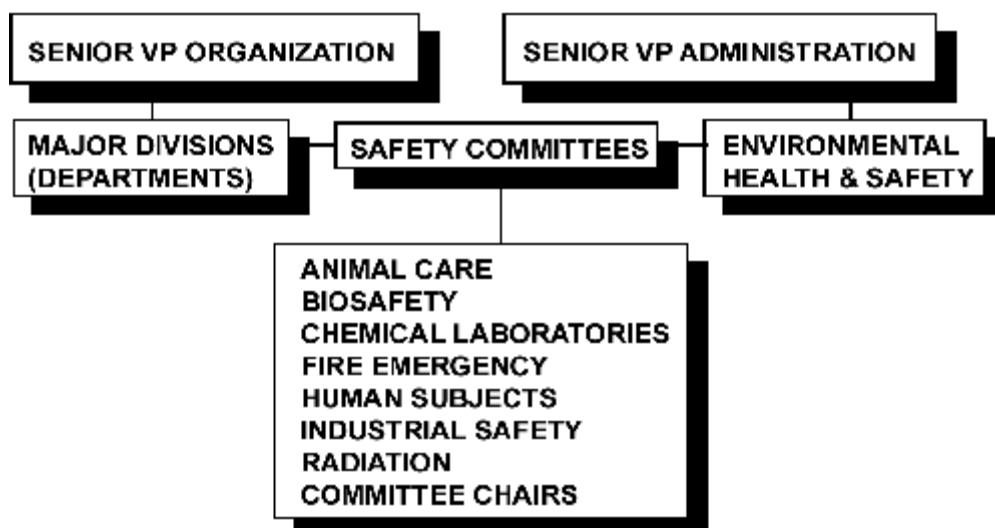 SENIOR VP ORGANIZATION
SENIOR VP ADMINISTRATION
MAJOR DIVISIONS
(DEPARTMENTS)
SAFETY COMMITTEES
ENVIRONMENTAL
HEALTH & SAFETY
ANIMAL CARE
BIOSAFETY
CHEMICAL LABORATORIES
FIRE EMERGENCY
HUMAN SUBJECTS
INDUSTRIAL SAFETY
RADIATION
COMMITTEE CHAIRS